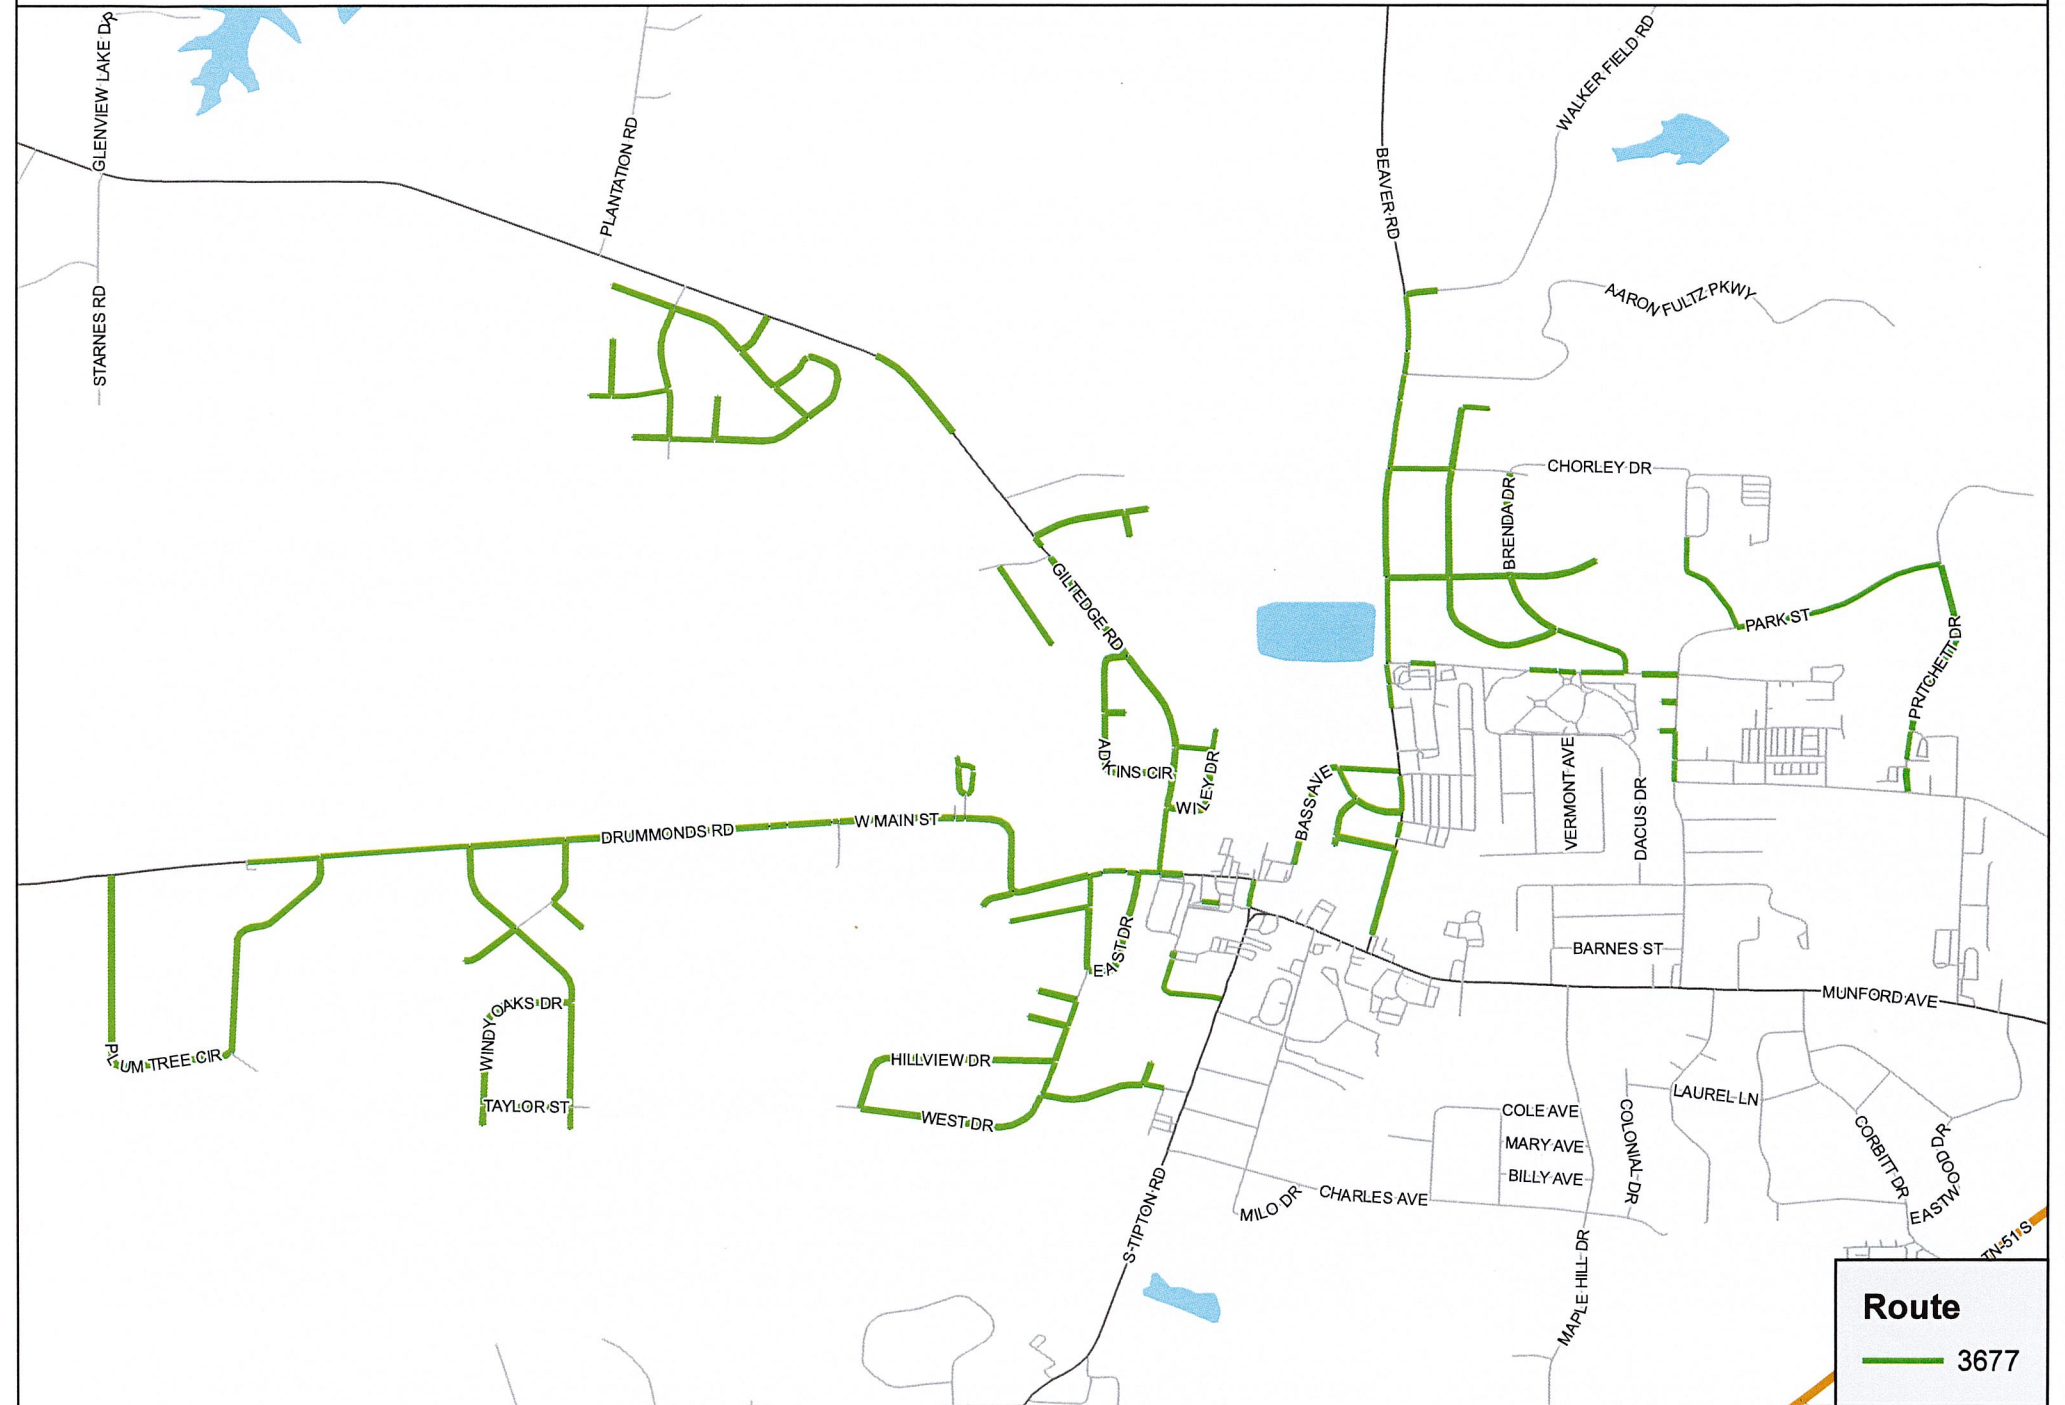 GLENVIEW LAKE DR
WALKER FIELD RD
PLANTATION RD
BEAVER RD
STARNES RD
AARON FULTZ PKWY
CHORLEY DR
BRENDA DR
GILTEDGE RD
PARK ST
PRITCHETT DR
ADKINS CIR
WILEY DR
BASS AVE
VERMONT AVE
DACUS DR
DRUMMONDS RD
W MAIN ST
EAST DR
BARNES ST
MUNFORD AVE
WINDY OAKS DR
PLUM TREE CIR
HILLVIEW DR
TAYLOR ST
WEST DR
LAUREL LN
COLE AVE
COLONIAL DR
MARY AVE
BILLY AVE
CORBITT DR
EASTWOOD DR
S TIPTON RD
MILO DR
CHARLES AVE
MAPLE HILL DR
TN-51 S
Route
3677